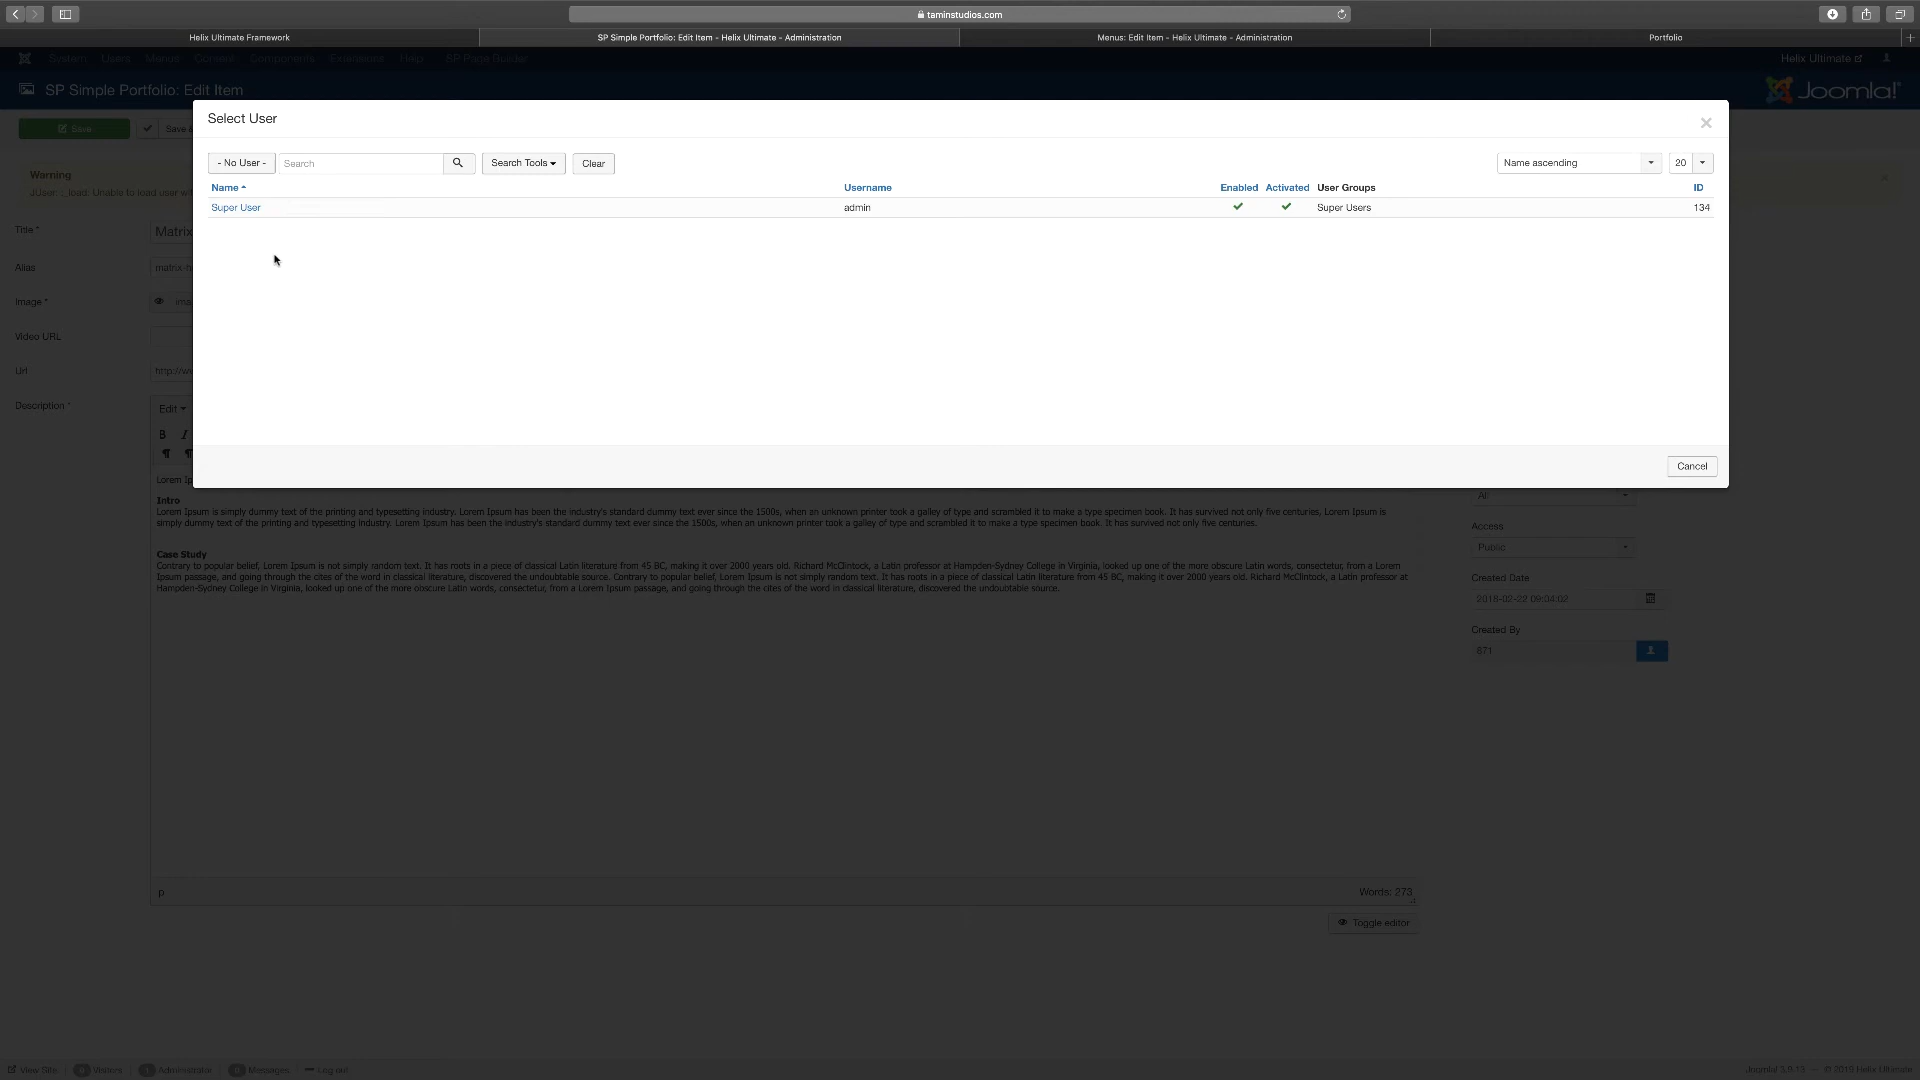 taminstudios.com
Helix Ultimate Framework
SP Simple Portfolio: Edit Item - Helix Ultimate - Administration
Menus: Edit Item - Helix Ultimate - Administration
Portfolio
System Users Menus Content Components Extensions Help SP Page Builder
Helix Ultimate
SP Simple Portfolio: Edit Item
Joomla!
Save
Save &
Select User
- No User -
Search
Search Tools
Clear
Name ascending
20
Name Username Enabled Activated User Groups ID
Super User admin Super Users 134
Cancel
Warning
JUser: :_load: Unable to load user wi
Title *
Matrix
Alias
matrix-h
Image *
ima
Video URL
Url
http://ww
Description *
Edit
B I
Lorem Ip
Intro
Lorem Ipsum is simply dummy text of the printing and typesetting industry. Lorem Ipsum has been the industry's standard dummy text ever since the 1500s, when an unknown printer took a galley of type and scrambled it to make a type specimen book. It has survived not only five centuries, Lorem Ipsum is
simply dummy text of the printing and typesetting industry. Lorem Ipsum has been the industry's standard dummy text ever since the 1500s, when an unknown printer took a galley of type and scrambled it to make a type specimen book. It has survived not only five centuries.
Case Study
Contrary to popular belief, Lorem Ipsum is not simply random text. It has roots in a piece of classical Latin literature from 45 BC, making it over 2000 years old. Richard McClintock, a Latin professor at Hampden-Sydney College in Virginia, looked up one of the more obscure Latin words, consectetur, from a Lorem
Ipsum passage, and going through the cites of the word in classical literature, discovered the undoubtable source. Contrary to popular belief, Lorem Ipsum is not simply random text. It has roots in a piece of classical Latin literature from 45 BC, making it over 2000 years old. Richard McClintock, a Latin professor at
Hampden-Sydney College in Virginia, looked up one of the more obscure Latin words, consectetur, from a Lorem Ipsum passage, and going through the cites of the word in classical literature, discovered the undoubtable source.
p
Words: 273
Toggle editor
All
Access
Public
Created Date
2016-02-22 09:04:02
Created By
871
View Site 0 Visitors 1 Administrator 0 Messages Log out
Joomla! 3.9.13 — © 2019 Helix Ultimate